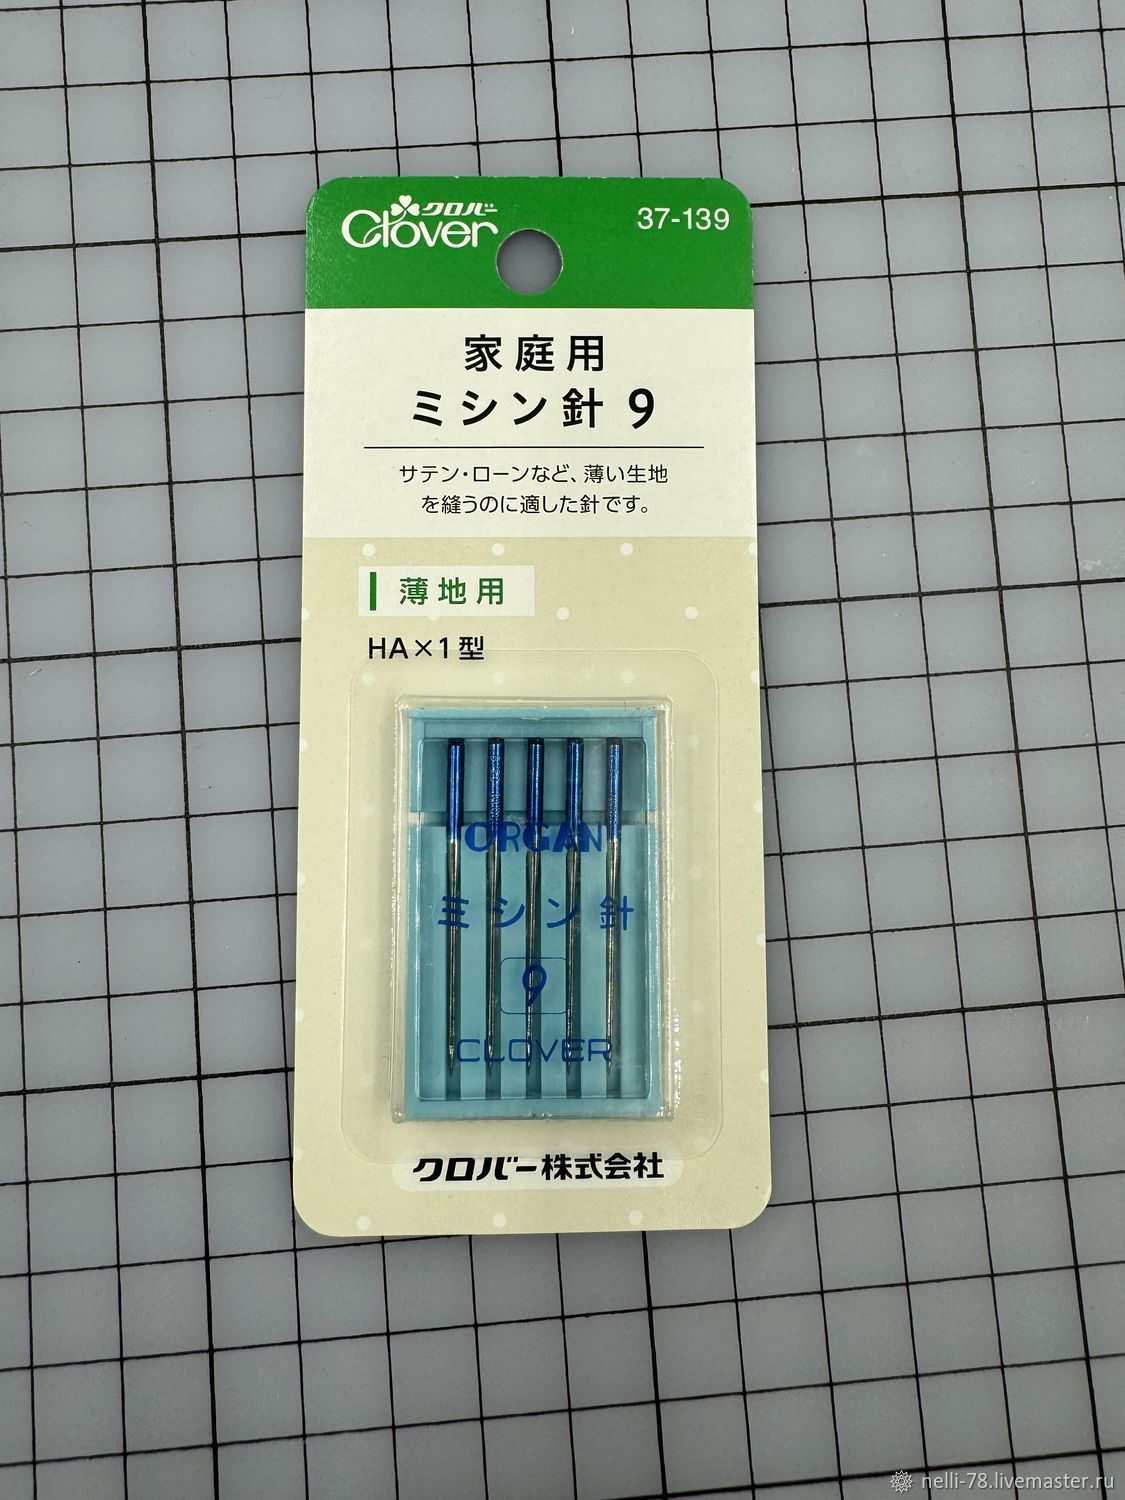 クロバー
Clover
37-139
家庭用
ミシン針 9
サテン・ローンなど、薄い生地
を縫うのに適した針です。
薄地用
HA×1型
ORGAN
ミシン針
9
CLOVER
クロバー株式会社
nelli-78.livemaster.ru